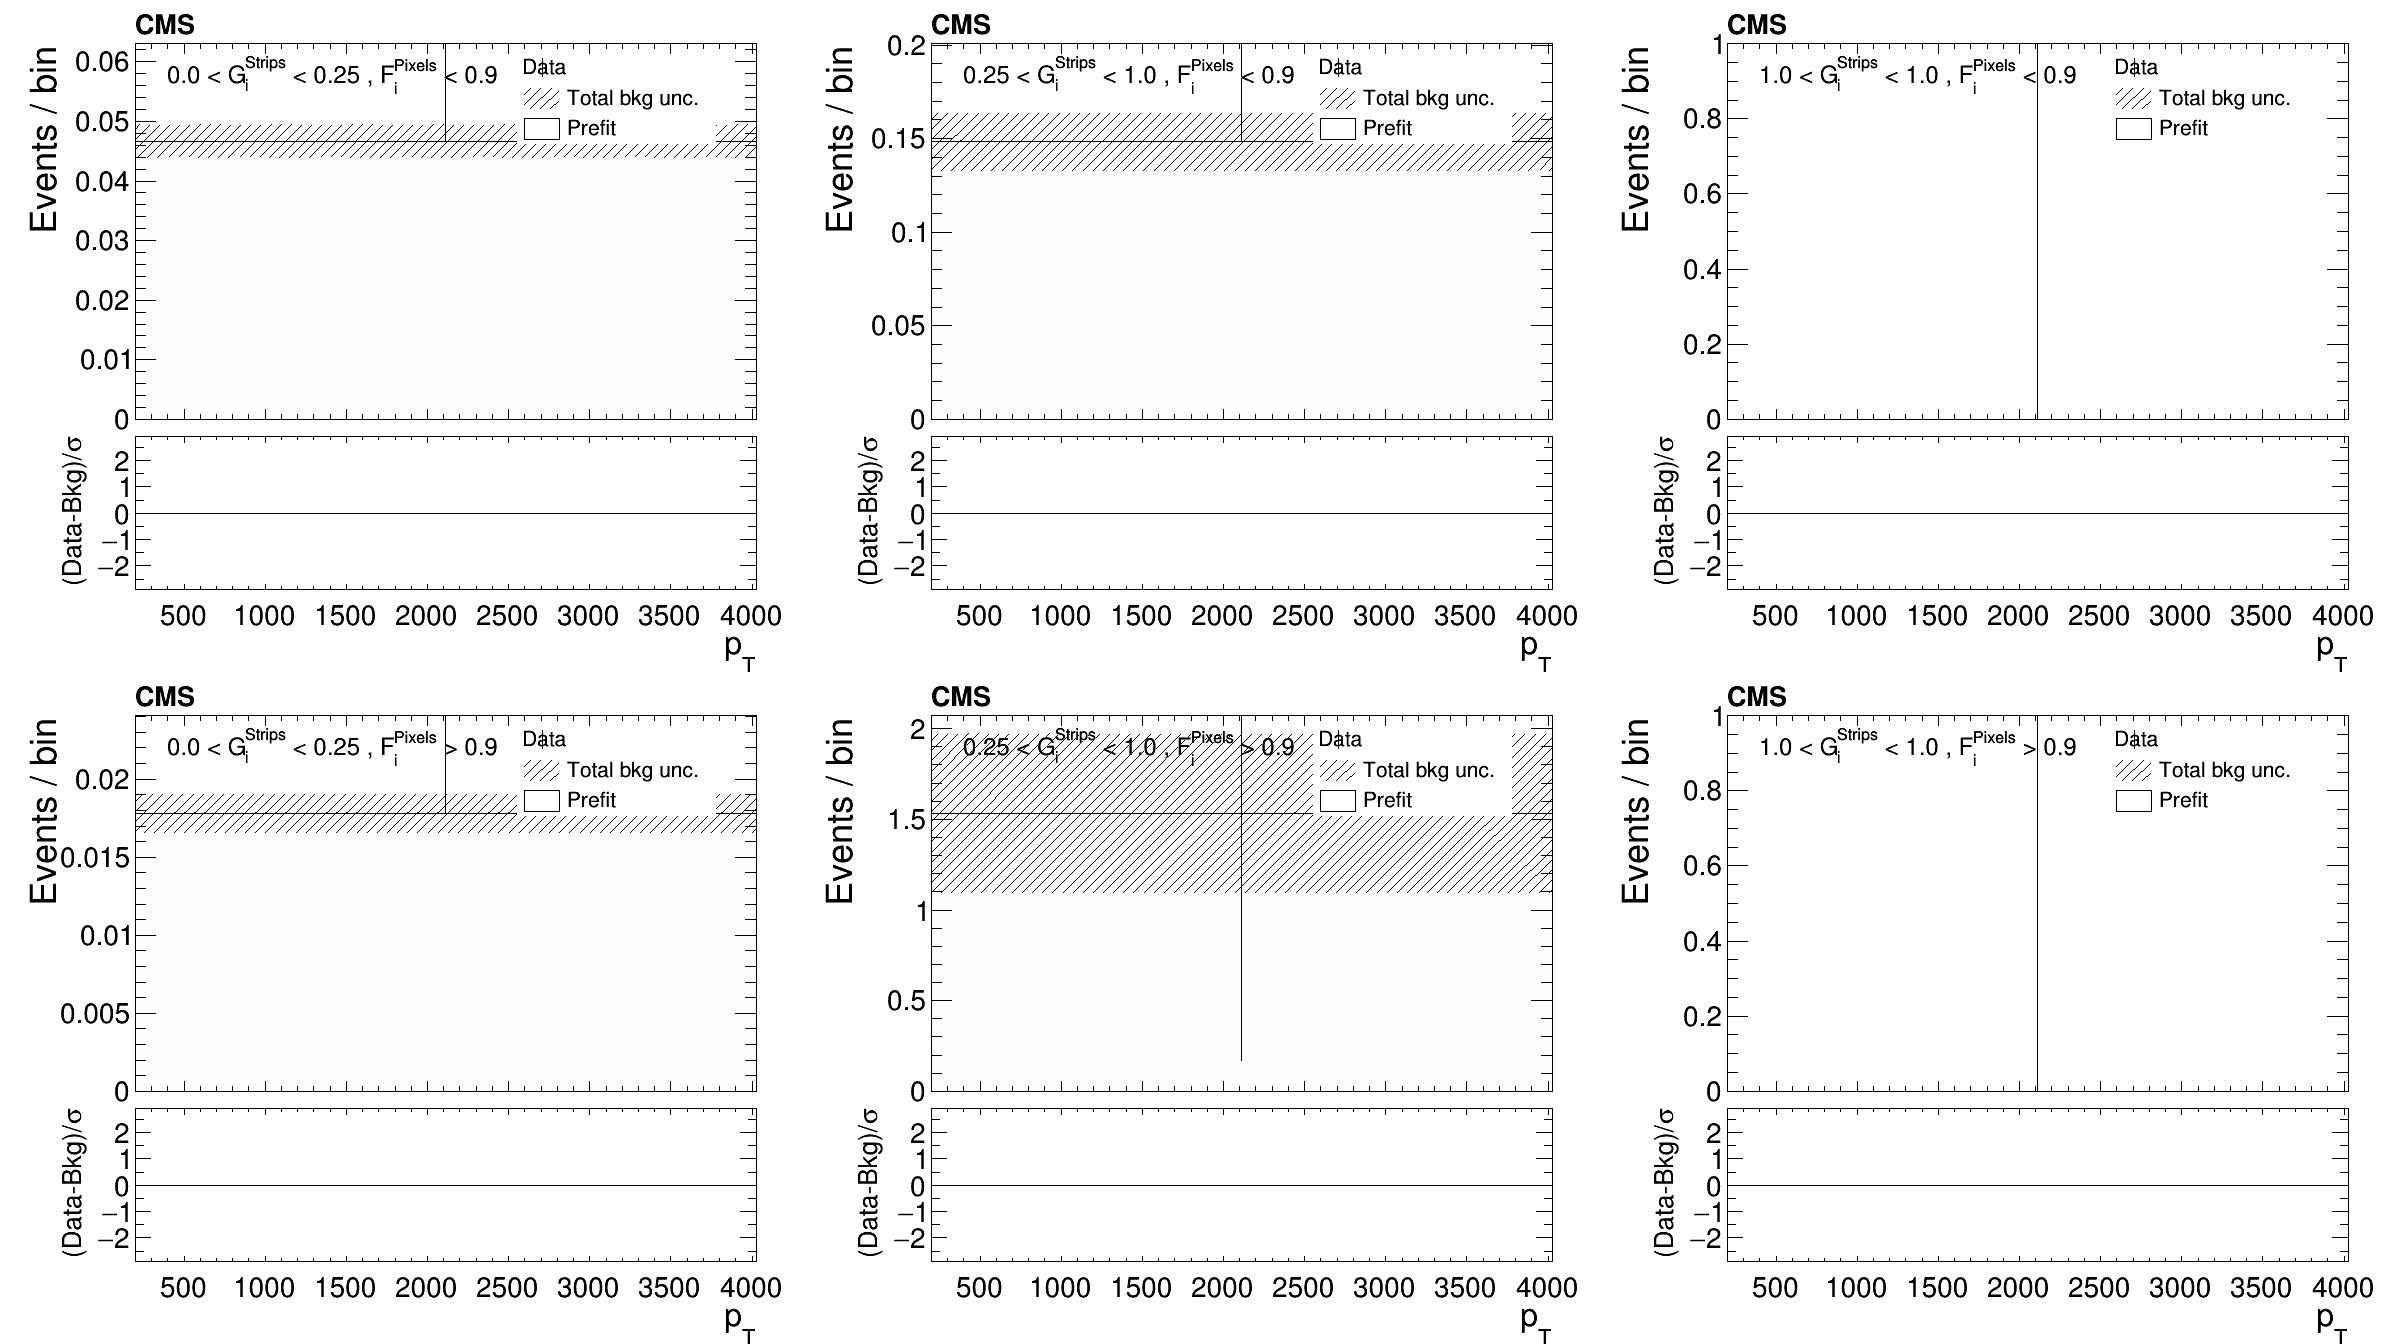 CMS
Events / bin
0.0 < G_i^Strips < 0.25 , F_i^Pixels < 0.9
Data
Total bkg unc.
Prefit
0.06
0.05
0.04
0.03
0.02
0.01
0
(Data-Bkg)/σ
2
1
0
−1
−2
500 1000 1500 2000 2500 3000 3500 4000
p_T
CMS
Events / bin
0.25 < G_i^Strips < 1.0 , F_i^Pixels < 0.9
Data
Total bkg unc.
Prefit
0.2
0.15
0.1
0.05
0
(Data-Bkg)/σ
2
1
0
−1
−2
500 1000 1500 2000 2500 3000 3500 4000
p_T
CMS
Events / bin
1.0 < G_i^Strips < 1.0 , F_i^Pixels < 0.9
Data
Total bkg unc.
Prefit
1
0.8
0.6
0.4
0.2
0
(Data-Bkg)/σ
2
1
0
−1
−2
500 1000 1500 2000 2500 3000 3500 4000
p_T
CMS
Events / bin
0.0 < G_i^Strips < 0.25 , F_i^Pixels > 0.9
Data
Total bkg unc.
Prefit
0.02
0.015
0.01
0.005
0
(Data-Bkg)/σ
2
1
0
−1
−2
500 1000 1500 2000 2500 3000 3500 4000
p_T
CMS
Events / bin
0.25 < G_i^Strips < 1.0 , F_i^Pixels > 0.9
Data
Total bkg unc.
Prefit
2
1.5
1
0.5
0
(Data-Bkg)/σ
2
1
0
−1
−2
500 1000 1500 2000 2500 3000 3500 4000
p_T
CMS
Events / bin
1.0 < G_i^Strips < 1.0 , F_i^Pixels > 0.9
Data
Total bkg unc.
Prefit
1
0.8
0.6
0.4
0.2
0
(Data-Bkg)/σ
2
1
0
−1
−2
500 1000 1500 2000 2500 3000 3500 4000
p_T